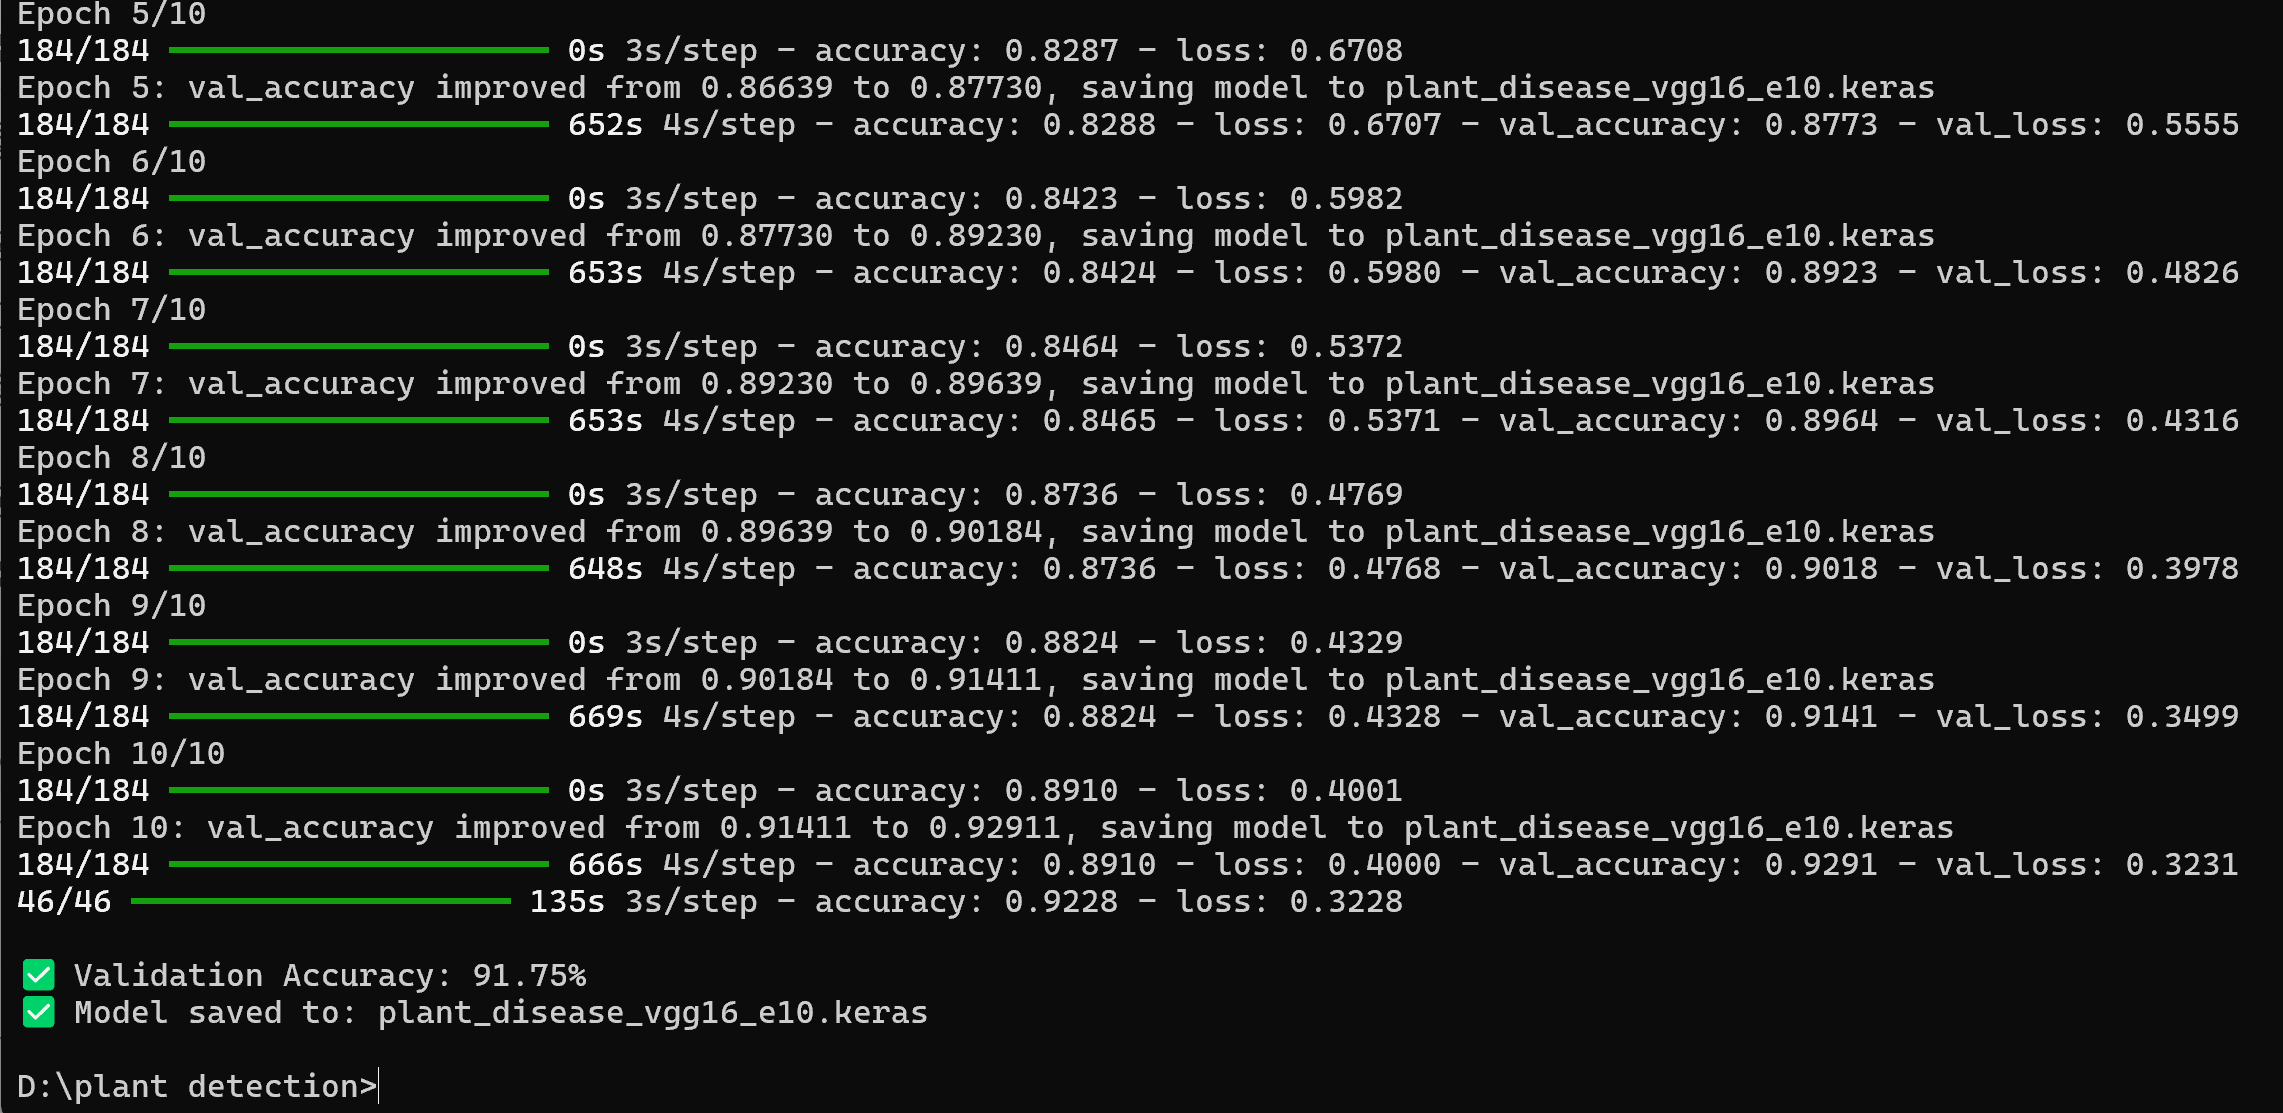 Epoch 5/10
184/184 ━━━━━━━━━━━━━━━━━━━━ 0s 3s/step - accuracy: 0.8287 - loss: 0.6708
Epoch 5: val_accuracy improved from 0.86639 to 0.87730, saving model to plant_disease_vgg16_e10.keras
184/184 ━━━━━━━━━━━━━━━━━━━━ 652s 4s/step - accuracy: 0.8288 - loss: 0.6707 - val_accuracy: 0.8773 - val_loss: 0.5555
Epoch 6/10
184/184 ━━━━━━━━━━━━━━━━━━━━ 0s 3s/step - accuracy: 0.8423 - loss: 0.5982
Epoch 6: val_accuracy improved from 0.87730 to 0.89230, saving model to plant_disease_vgg16_e10.keras
184/184 ━━━━━━━━━━━━━━━━━━━━ 653s 4s/step - accuracy: 0.8424 - loss: 0.5980 - val_accuracy: 0.8923 - val_loss: 0.4826
Epoch 7/10
184/184 ━━━━━━━━━━━━━━━━━━━━ 0s 3s/step - accuracy: 0.8464 - loss: 0.5372
Epoch 7: val_accuracy improved from 0.89230 to 0.89639, saving model to plant_disease_vgg16_e10.keras
184/184 ━━━━━━━━━━━━━━━━━━━━ 653s 4s/step - accuracy: 0.8465 - loss: 0.5371 - val_accuracy: 0.8964 - val_loss: 0.4316
Epoch 8/10
184/184 ━━━━━━━━━━━━━━━━━━━━ 0s 3s/step - accuracy: 0.8736 - loss: 0.4769
Epoch 8: val_accuracy improved from 0.89639 to 0.90184, saving model to plant_disease_vgg16_e10.keras
184/184 ━━━━━━━━━━━━━━━━━━━━ 648s 4s/step - accuracy: 0.8736 - loss: 0.4768 - val_accuracy: 0.9018 - val_loss: 0.3978
Epoch 9/10
184/184 ━━━━━━━━━━━━━━━━━━━━ 0s 3s/step - accuracy: 0.8824 - loss: 0.4329
Epoch 9: val_accuracy improved from 0.90184 to 0.91411, saving model to plant_disease_vgg16_e10.keras
184/184 ━━━━━━━━━━━━━━━━━━━━ 669s 4s/step - accuracy: 0.8824 - loss: 0.4328 - val_accuracy: 0.9141 - val_loss: 0.3499
Epoch 10/10
184/184 ━━━━━━━━━━━━━━━━━━━━ 0s 3s/step - accuracy: 0.8910 - loss: 0.4001
Epoch 10: val_accuracy improved from 0.91411 to 0.92911, saving model to plant_disease_vgg16_e10.keras
184/184 ━━━━━━━━━━━━━━━━━━━━ 666s 4s/step - accuracy: 0.8910 - loss: 0.4000 - val_accuracy: 0.9291 - val_loss: 0.3231
46/46 ━━━━━━━━━━━━━━━━━━━━ 135s 3s/step - accuracy: 0.9228 - loss: 0.3228
✅ Validation Accuracy: 91.75%
✅ Model saved to: plant_disease_vgg16_e10.keras
D:\plant detection>